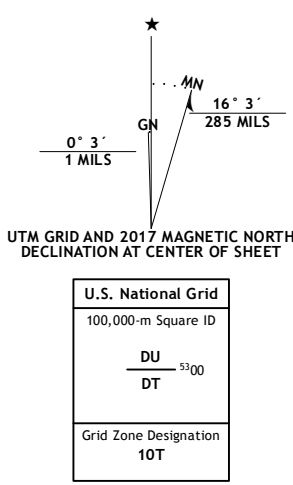 ★
MN
16° 3´
285 MILS
GN
0° 3´
1 MILS
UTM GRID AND 2017 MAGNETIC NORTH
DECLINATION AT CENTER OF SHEET
U.S. National Grid
100,000-m Square ID
DU
5300
DT
Grid Zone Designation
10T